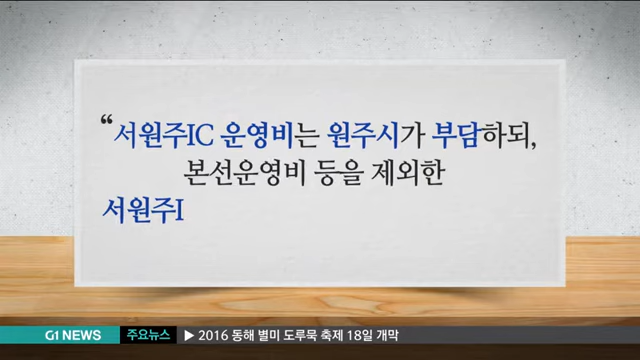 “서원주IC 운영비는 원주시가 부담하되,
본선운영비 등을 제외한
서원주I
G1 NEWS 주요뉴스 ▶ 2016 동해 별미 도루묵 축제 18일 개막